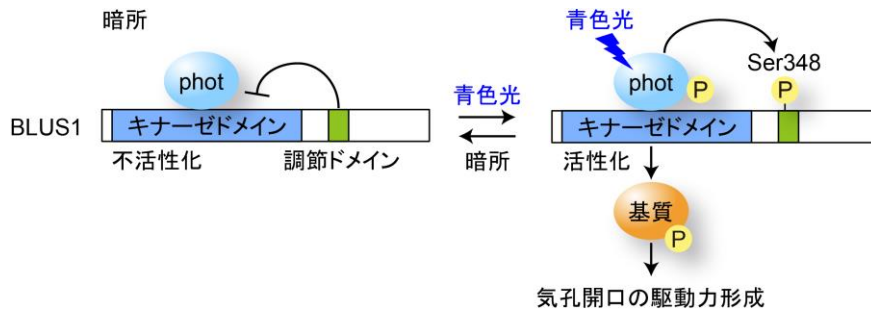 暗所
phot
BLUS1
キナーゼドメイン
不活性化
調節ドメイン
青色光
暗所
青色光
phot
P
Ser348
P
キナーゼドメイン
活性化
基質
P
気孔開口の駆動力形成